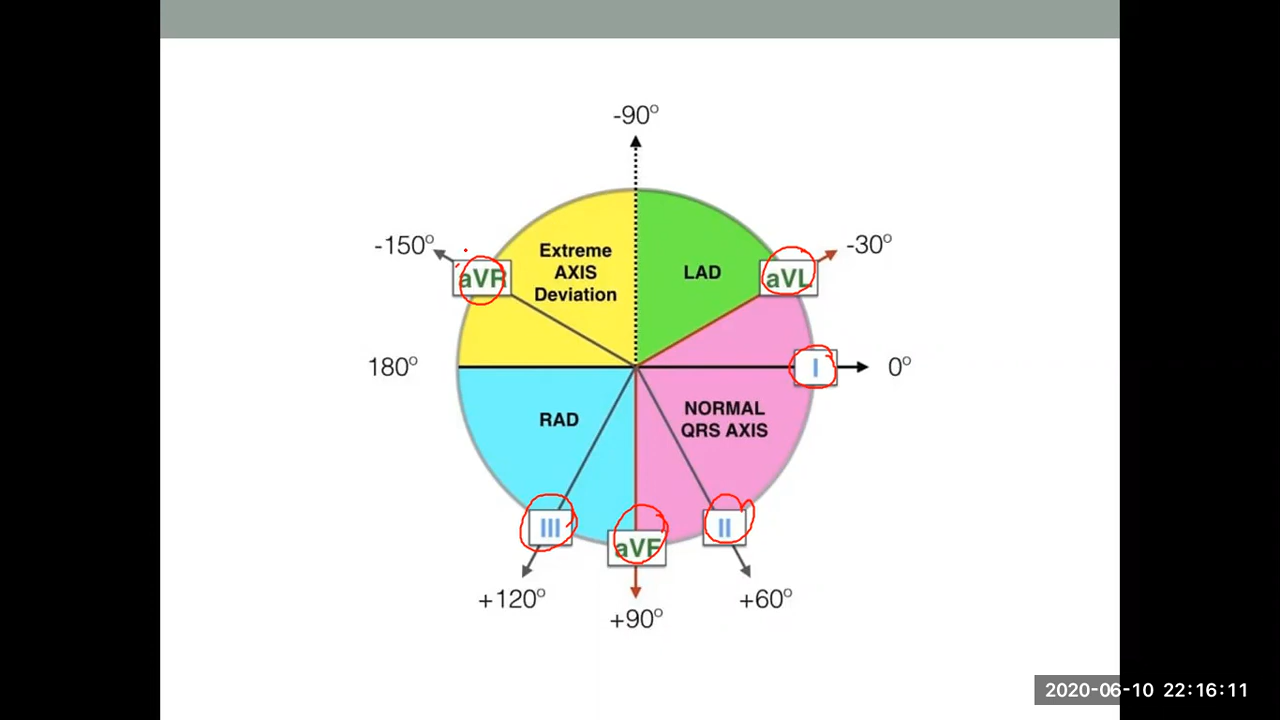 -90°
-150°
-30°
aVR
Extreme
AXIS
Deviation
LAD
aVL
180°
I
0°
RAD
NORMAL
QRS AXIS
III
aVF
II
+120°
+90°
+60°
2020-06-10 22:16:11